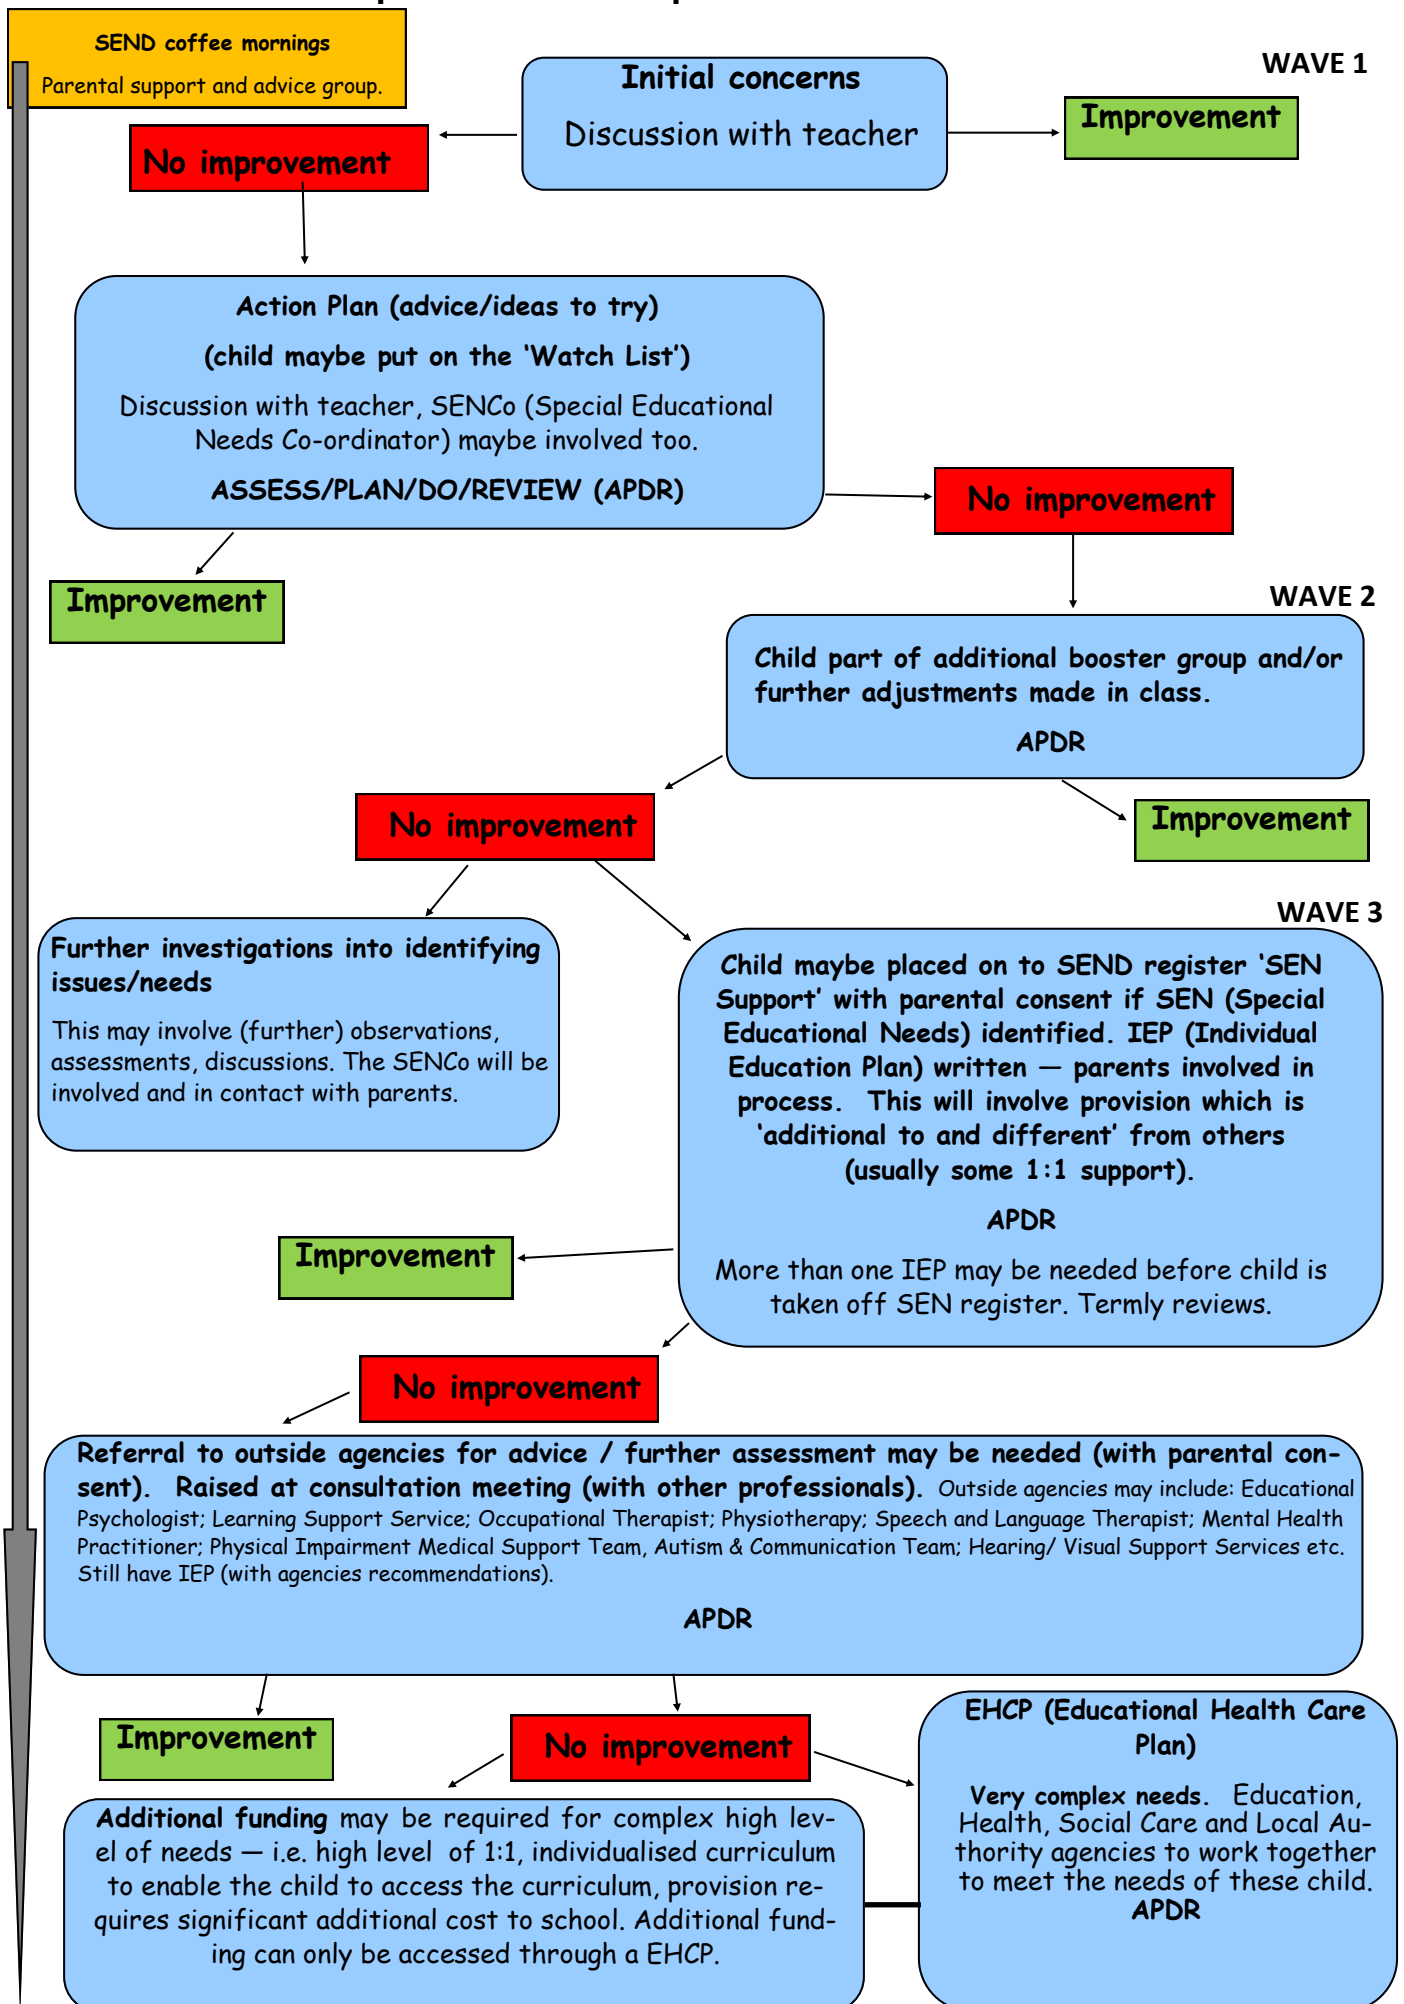 SEND coffee mornings
Parental support and advice group.
WAVE 1
Initial concerns
Discussion with teacher
Improvement
No improvement
Action Plan (advice/ideas to try)
(child maybe put on the ‘Watch List’)
Discussion with teacher, SENCo (Special Educational
Needs Co-ordinator) maybe involved too.
ASSESS/PLAN/DO/REVIEW (APDR)
No improvement
Improvement
WAVE 2
Child part of additional booster group and/or
further adjustments made in class.
APDR
No improvement
Improvement
WAVE 3
Further investigations into identifying
issues/needs
This may involve (further) observations,
assessments, discussions. The SENCo will be
involved and in contact with parents.
Child maybe placed on to SEND register ‘SEN
Support’ with parental consent if SEN (Special
Educational Needs) identified. IEP (Individual
Education Plan) written — parents involved in
process. This will involve provision which is
‘additional to and different’ from others
(usually some 1:1 support).
APDR
More than one IEP may be needed before child is
taken off SEN register. Termly reviews.
Improvement
No improvement
Referral to outside agencies for advice / further assessment may be needed (with parental con-
sent). Raised at consultation meeting (with other professionals). Outside agencies may include: Educational
Psychologist; Learning Support Service; Occupational Therapist; Physiotherapy; Speech and Language Therapist; Mental Health
Practitioner; Physical Impairment Medical Support Team, Autism & Communication Team; Hearing/ Visual Support Services etc.
Still have IEP (with agencies recommendations).
APDR
Improvement
No improvement
EHCP (Educational Health Care
Plan)
Very complex needs. Education,
Health, Social Care and Local Au-
thority agencies to work together
to meet the needs of these child.
APDR
Additional funding may be required for complex high lev-
el of needs — i.e. high level of 1:1, individualised curriculum
to enable the child to access the curriculum, provision re-
quires significant additional cost to school. Additional fund-
ing can only be accessed through a EHCP.